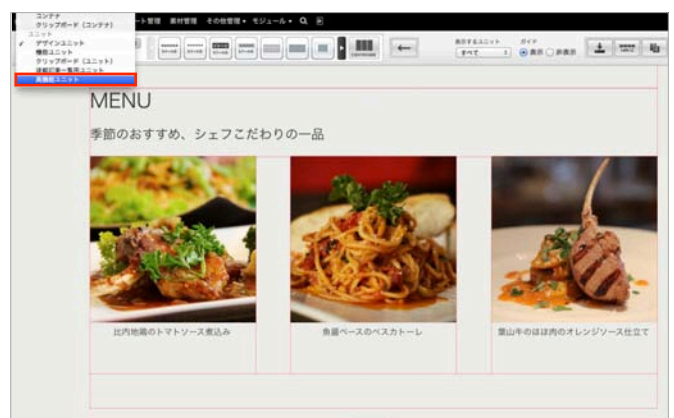 コンテナ
クリップボード（コンテナ）
ユニット
✓ デザインユニット
機能ユニット
クリップボード（ユニット）
高機能ユニット
ート管理 素材管理 その他管理 モジュール
表示するユニット
すべて
ガイド
表示 非表示
MENU
季節のおすすめ、シェフこだわりの一品
比内地鶏のトマトソース煮込み
魚醤ベースのペスカトーレ
葉山牛のほほ肉のオレンジソース仕立て